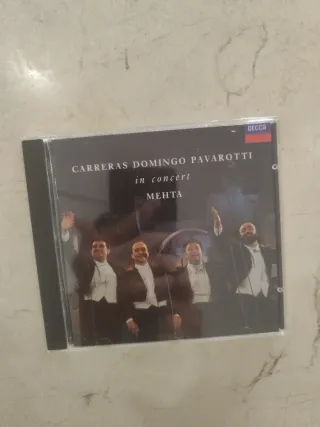 DECCA
CARRERAS DOMINGO PAVAROTTI
in concert
MEHTA